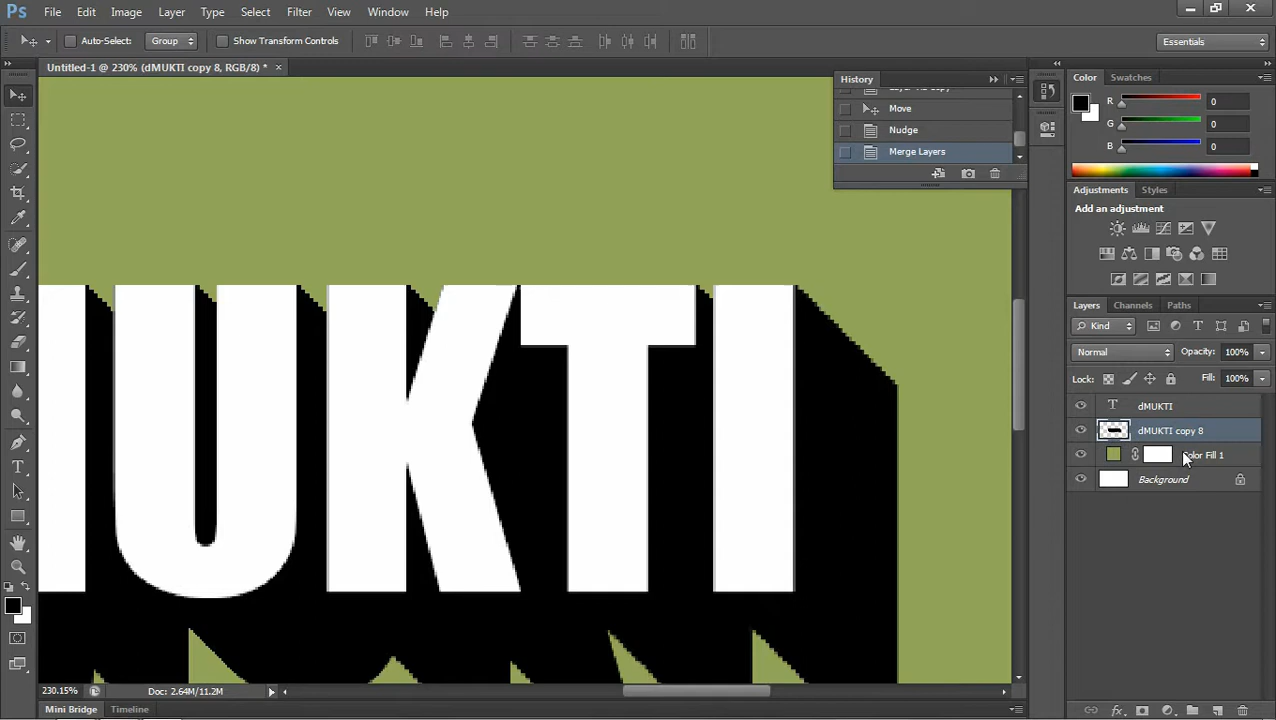 Ps File Edit Image Layer Type Select Filter View Window Help
Auto-Select: Group Show Transform Controls Essentials
Untitled-1 @ 230% (dMUKTI copy 8, RGB/8) * ×
History
Move
Nudge
Merge Layers
Color Swatches
R 0
G 0
B 0
Adjustments Styles
Add an adjustment
Layers Channels Paths
Kind
Normal Opacity: 100%
Lock: Fill: 100%
T dMUKTI
dMUKTI copy 8
Color Fill 1
Background
UKTI
230.15% Doc: 2.64M/11.2M
Mini Bridge Timeline